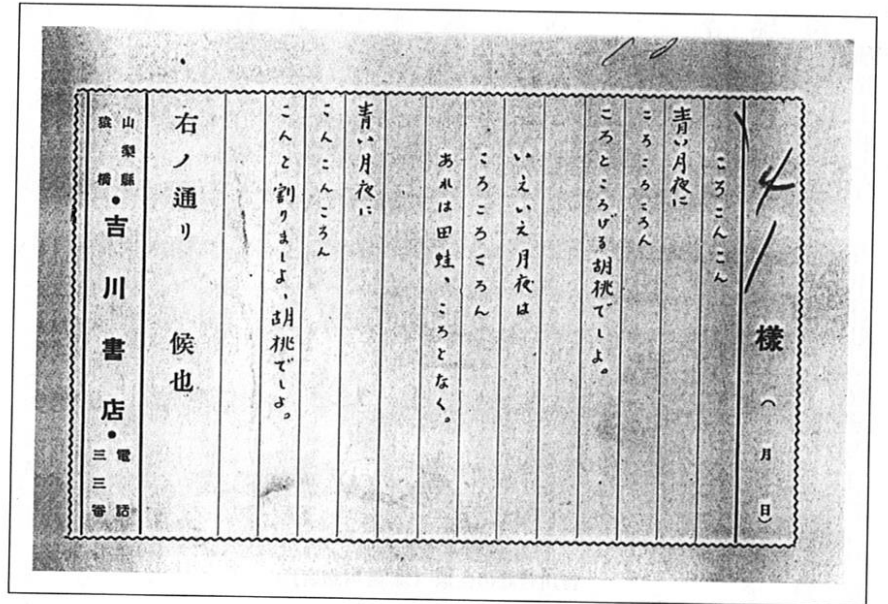 樣（　月　日）
ころこんこん
青い月夜に
ころころころん
ころところげる胡桃でしよ。
いえいえ月夜は
ころころころん
あれは田蛙、ころとなく。
青い月夜に
こんこんころん
こんと割りましよ、胡桃でしよ。
右ノ通リ　候也
山梨縣猿橋・吉川書店・電話三三番